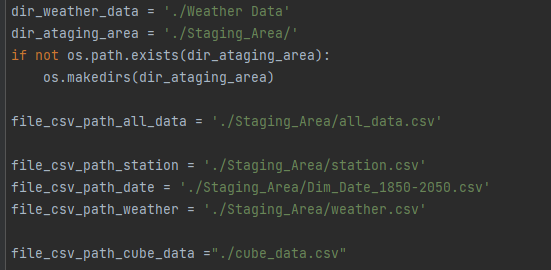 dir_weather_data = './Weather Data'
dir_ataging_area = './Staging_Area/'
if not os.path.exists(dir_ataging_area):
    os.makedirs(dir_ataging_area)
file_csv_path_all_data = './Staging_Area/all_data.csv'
file_csv_path_station = './Staging_Area/station.csv'
file_csv_path_date = './Staging_Area/Dim_Date_1850-2050.csv'
file_csv_path_weather = './Staging_Area/weather.csv'
file_csv_path_cube_data ="./cube_data.csv"